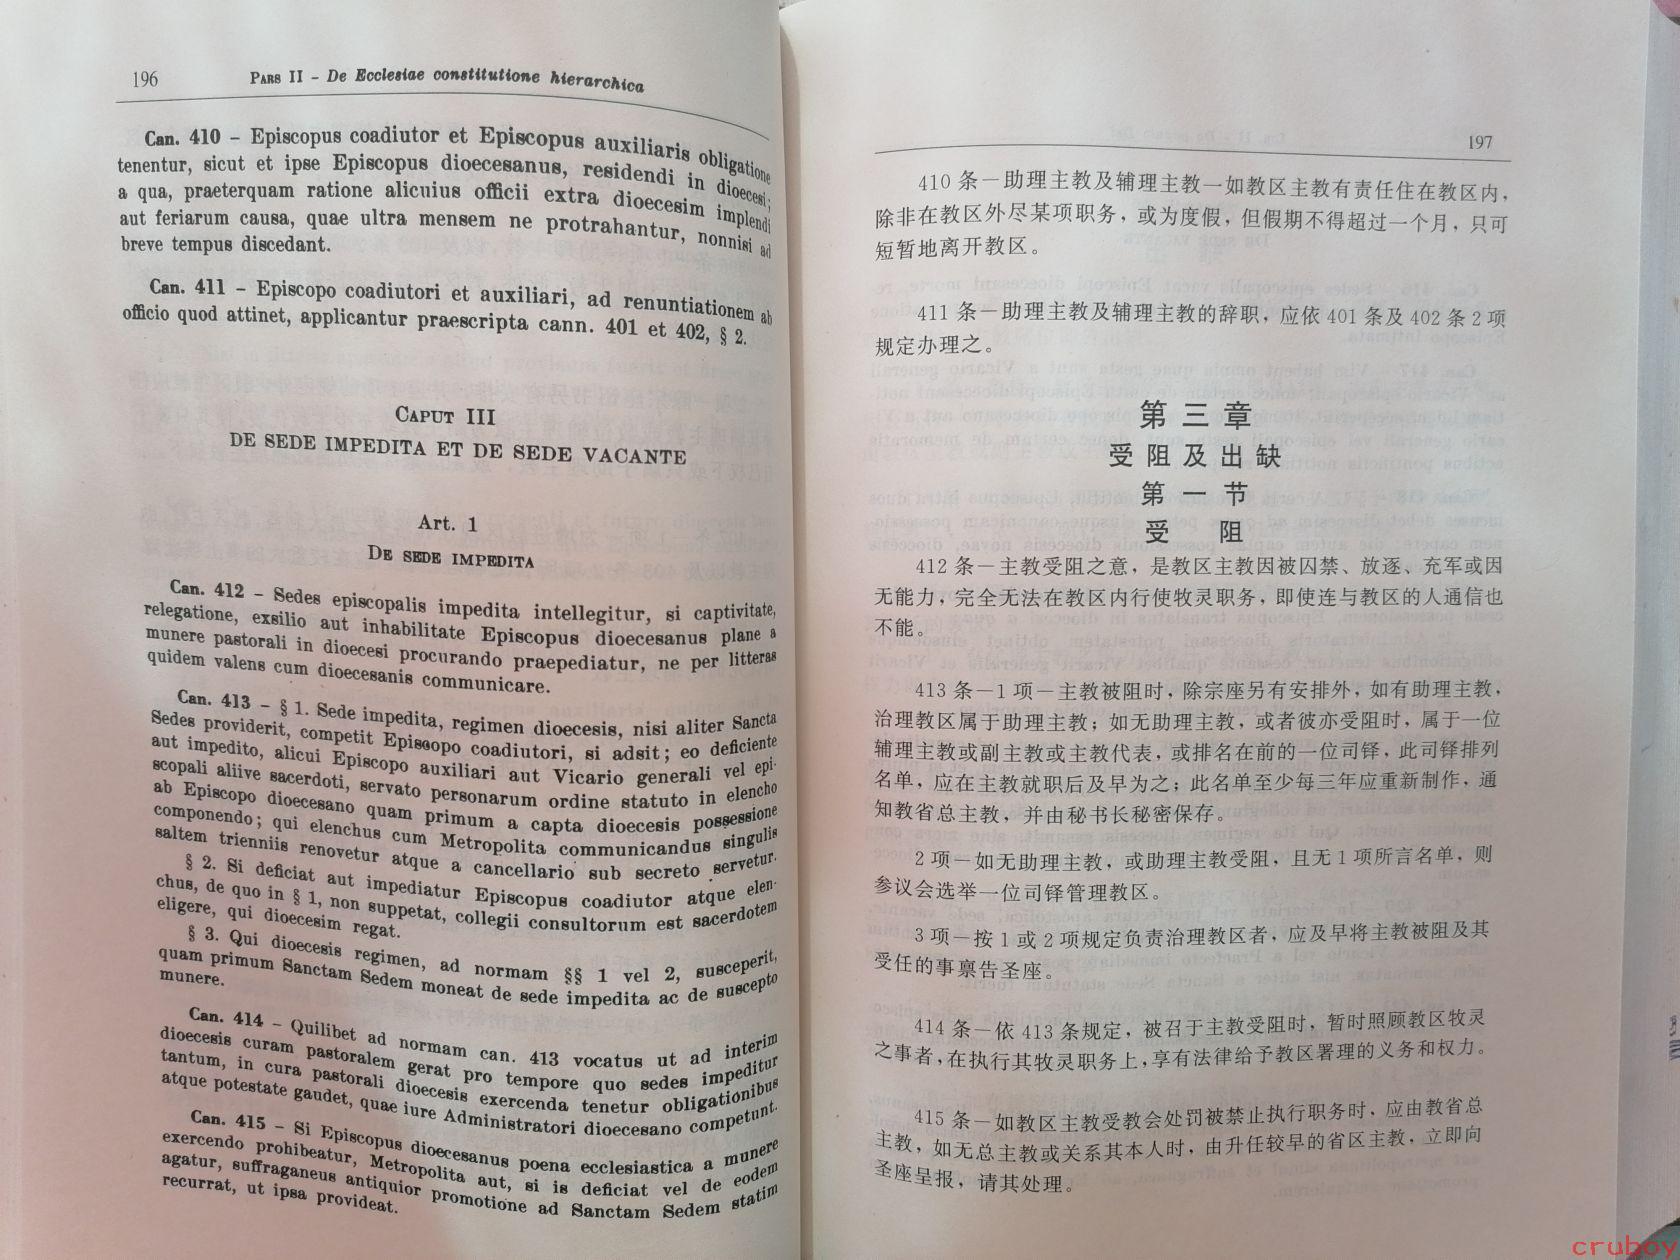 196 PARS II - De Ecclesiae constitutione hierarchica
Can. 410 - Episcopus coadiutor et Episcopus auxiliaris obligatione
tenentur, sicut et ipse Episcopus dioecesanus, residendi in dioecesi;
a qua, praeterquam ratione alicuius officii extra dioecesim implendi
aut feriarum causa, quae ultra mensem ne protrahantur, nonnisi ad
breve tempus discedant.
Can. 411 - Episcopo coadiutori et auxiliari, ad renuntiationem ab
officio quod attinet, applicantur praescripta cann. 401 et 402, § 2.
CAPUT III
DE SEDE IMPEDITA ET DE SEDE VACANTE
Art. 1
DE SEDE IMPEDITA
Can. 412 - Sedes episcopalis impedita intellegitur, si captivitate,
relegatione, exsilio aut inhabilitate Episcopus dioecesanus plane a
munere pastorali in dioecesi procurando praepediatur, ne per litteras
quidem valens cum dioecesanis communicare.
Can. 413 - § 1. Sede impedita, regimen dioecesis, nisi aliter Sancta
Sedes providerit, competit Episcopo coadiutori, si adsit; eo deficiente
aut impedito, alicui Episcopo auxiliari aut Vicario generali vel epi-
scopali aliive sacerdoti, servato personarum ordine statuto in elencho
ab Episcopo dioecesano quam primum a capta dioecesis possessione
componendo; qui elenchus cum Metropolita communicandus singulis
saltem trienniis renovetur atque a cancellario sub secreto servetur.
§ 2. Si deficiat aut impediatur Episcopus coadiutor atque elen-
chus, de quo in § 1, non suppetat, collegii consultorum est sacerdotem
eligere, qui dioecesim regat.
§ 3. Qui dioecesis regimen, ad normam §§ 1 vel 2, susceperit,
quam primum Sanctam Sedem moneat de sede impedita ac de suscepto
munere.
Can. 414 - Quilibet ad normam can. 413 vocatus ut ad interim
dioecesis curam pastoralem gerat pro tempore quo sedes impeditur
tantum, in cura pastorali dioecesis exercenda tenetur obligationibus
atque potestate gaudet, quae iure Administratori dioecesano competunt.
Can. 415 - Si Episcopus dioecesanus poena ecclesiastica a munere
exercendo prohibeatur, Metropolita aut, si is deficiat vel de eodem
agatur, suffraganeus antiquior promotione ad Sanctam Sedem statim
recurrat, ut ipsa provideat.
197
410 条－助理主教及辅理主教一如教区主教有责任住在教区内，
除非在教区外尽某项职务，或为度假，但假期不得超过一个月，只可
短暂地离开教区。
411 条－助理主教及辅理主教的辞职，应依 401 条及 402 条 2 项
规定办理之。
第三章
受阻及出缺
第一节
受 阻
412 条－主教受阻之意，是教区主教因被囚禁、放逐、充军或因
无能力，完全无法在教区内行使牧灵职务，即使连与教区的人通信也
不能。
413 条－1 项－主教被阻时，除宗座另有安排外，如有助理主教，
治理教区属于助理主教；如无助理主教，或者彼亦受阻时，属于一位
辅理主教或副主教或主教代表，或排名在前的一位司铎，此司铎排列
名单，应在主教就职后及早为之；此名单至少每三年应重新制作，通
知教省总主教，并由秘书长秘密保存。
2 项－如无助理主教，或助理主教受阻，且无 1 项所言名单，则
参议会选举一位司铎管理教区。
3 项－按 1 或 2 项规定负责治理教区者，应及早将主教被阻及其
受任的事禀告圣座。
414 条－依 413 条规定，被召于主教受阻时，暂时照顾教区牧灵
之事者，在执行其牧灵职务上，享有法律给予教区署理的义务和权力。
415 条－如教区主教受教会处罚被禁止执行职务时，应由教省总
主教，如无总主教或关系其本人时，由升任较早的省区主教，立即向
圣座呈报，请其处理。
cruboy